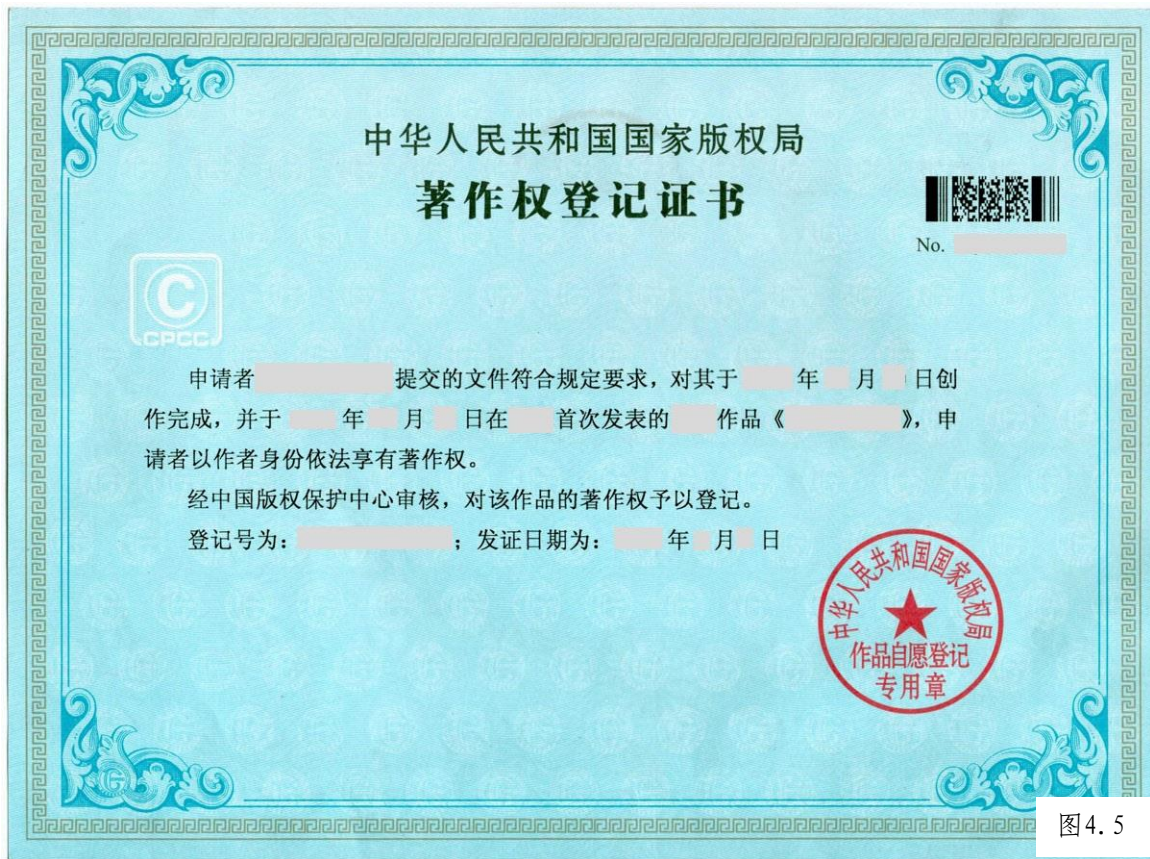 中华人民共和国国家版权局
著作权登记证书
No.
CPCC
申请者 提交的文件符合规定要求，对其于 年 月 日创
作完成，并于 年 月 日在 首次发表的 作品《 》，申
请者以作者身份依法享有著作权。
经中国版权保护中心审核，对该作品的著作权予以登记。
登记号为： ；发证日期为： 年 月 日
中华人民共和国国家版权局
作品自愿登记
专用章
图4.5